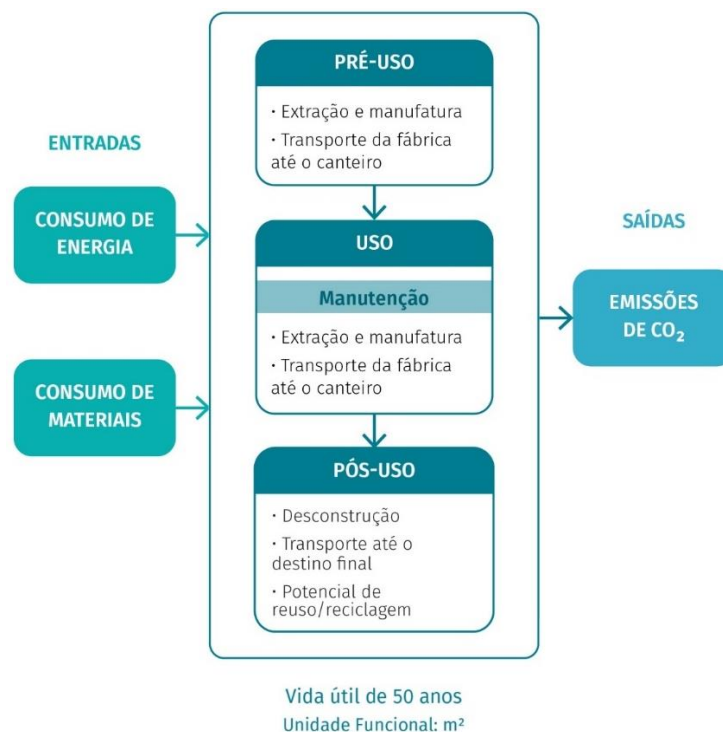 ENTRADAS
CONSUMO DE
ENERGIA
CONSUMO DE
MATERIAIS
PRÉ-USO
· Extração e manufatura
· Transporte da fábrica
até o canteiro
USO
Manutenção
· Extração e manufatura
· Transporte da fábrica
até o canteiro
PÓS-USO
· Desconstrução
· Transporte até o
destino final
· Potencial de
reuso/reciclagem
SAÍDAS
EMISSÕES
DE CO₂
Vida útil de 50 anos
Unidade Funcional: m²